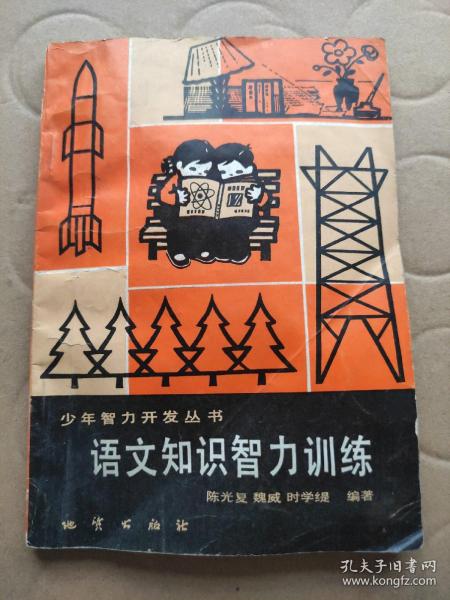 少年智力开发丛书
语文知识智力训练
陈光夏 魏威 时学缇 编著
地质出版社
孔夫子旧书网
www.kongfz.com